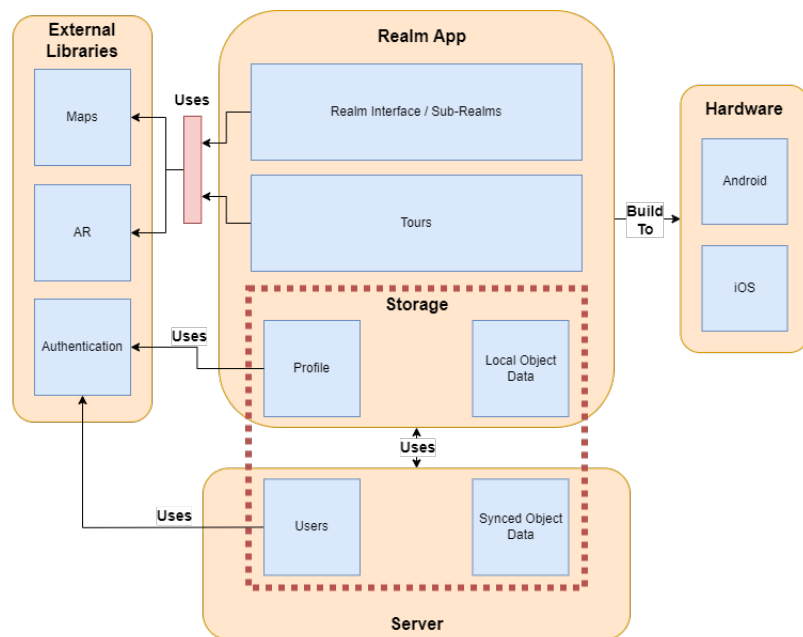 External
Libraries
Realm App
Maps
Uses
Realm Interface / Sub-Realms
Hardware
Android
AR
Tours
Build
To
iOS
Storage
Authentication
Uses
Profile
Local Object
Data
Uses
Uses
Users
Synced Object
Data
Server